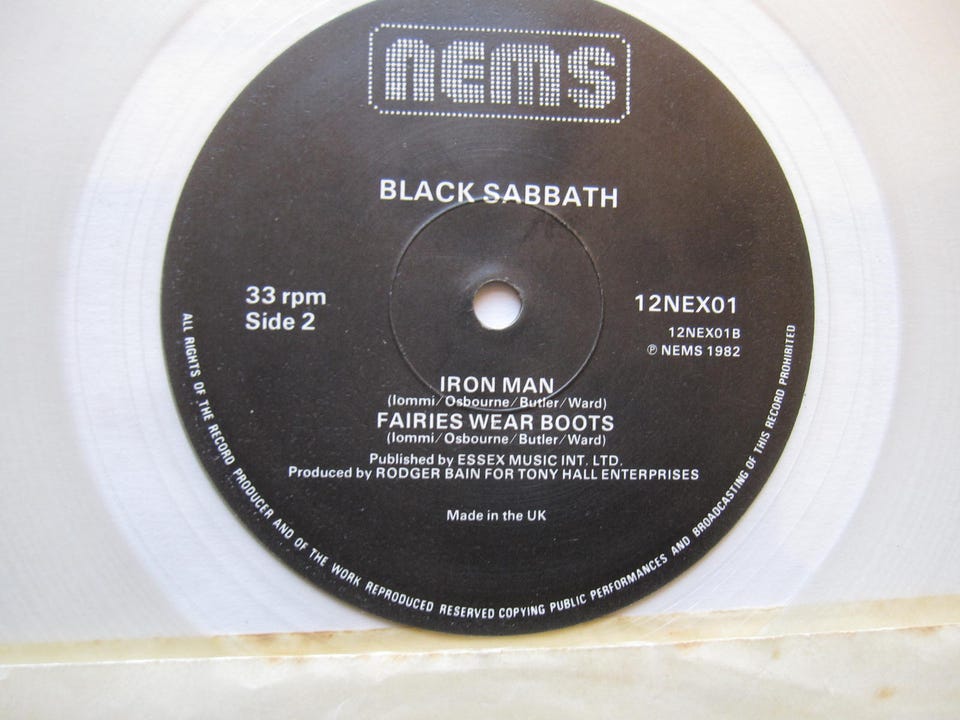 nems
BLACK SABBATH
33 rpm
Side 2
12NEX01
12NEX01B
℗ NEMS 1982
IRON MAN
(Iommi/Osbourne/Butler/Ward)
FAIRIES WEAR BOOTS
(Iommi/Osbourne/Butler/Ward)
Published by ESSEX MUSIC INT. LTD.
Produced by RODGER BAIN FOR TONY HALL ENTERPRISES
Made in the UK
ALL RIGHTS OF THE RECORD PRODUCER AND OF THE WORK REPRODUCED RESERVED COPYING PUBLIC PERFORMANCES AND BROADCASTING OF THIS RECORD PROHIBITED